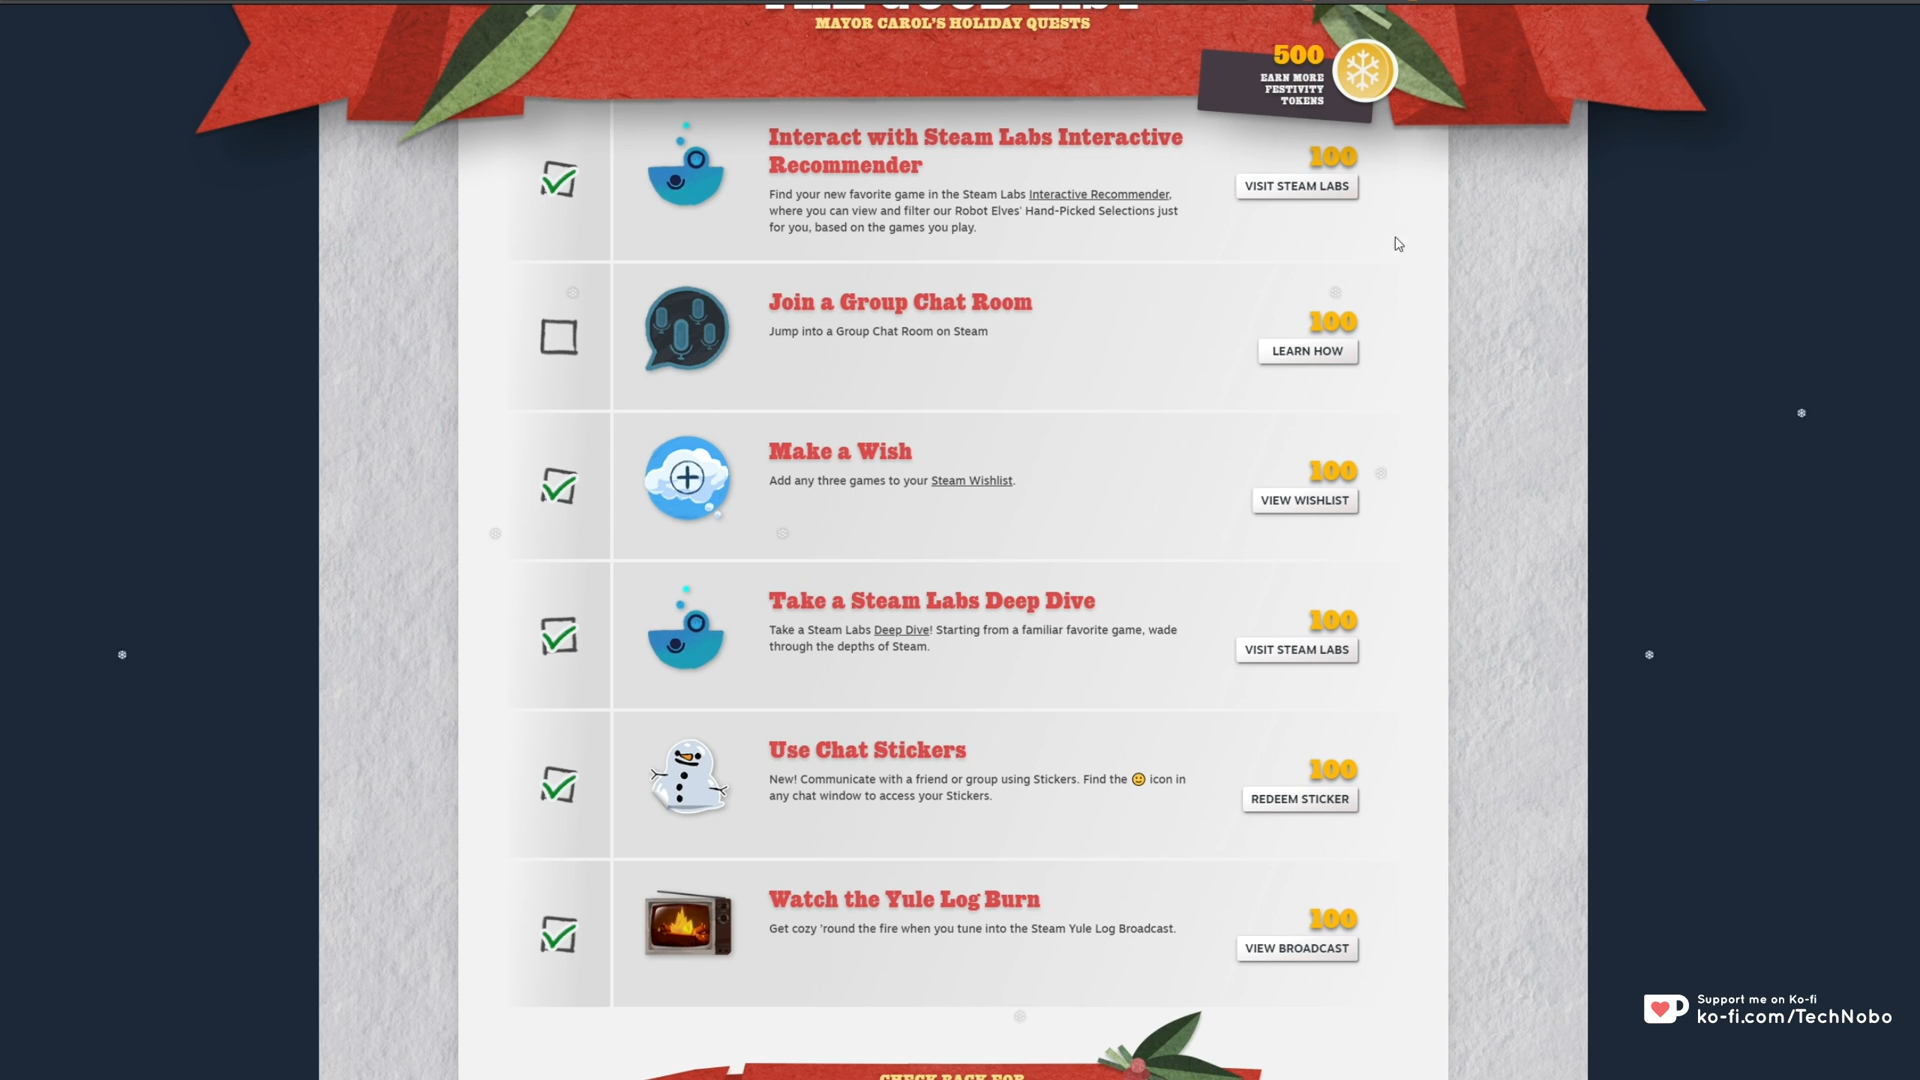 MAYOR CAROL'S HOLIDAY QUESTS
500
EARN MORE
FESTIVITY
TOKENS
Interact with Steam Labs Interactive
Recommender
Find your new favorite game in the Steam Labs Interactive Recommender,
where you can view and filter our Robot Elves' Hand-Picked Selections just
for you, based on the games you play.
100
VISIT STEAM LABS
Join a Group Chat Room
Jump into a Group Chat Room on Steam
100
LEARN HOW
Make a Wish
Add any three games to your Steam Wishlist.
100
VIEW WISHLIST
Take a Steam Labs Deep Dive
Take a Steam Labs Deep Dive! Starting from a familiar favorite game, wade
through the depths of Steam.
100
VISIT STEAM LABS
Use Chat Stickers
New! Communicate with a friend or group using Stickers. Find the icon in
any chat window to access your Stickers.
100
REDEEM STICKER
Watch the Yule Log Burn
Get cozy 'round the fire when you tune into the Steam Yule Log Broadcast.
100
VIEW BROADCAST
Support me on Ko-fi
ko-fi.com/TechNobo
CHECK BACK FOR